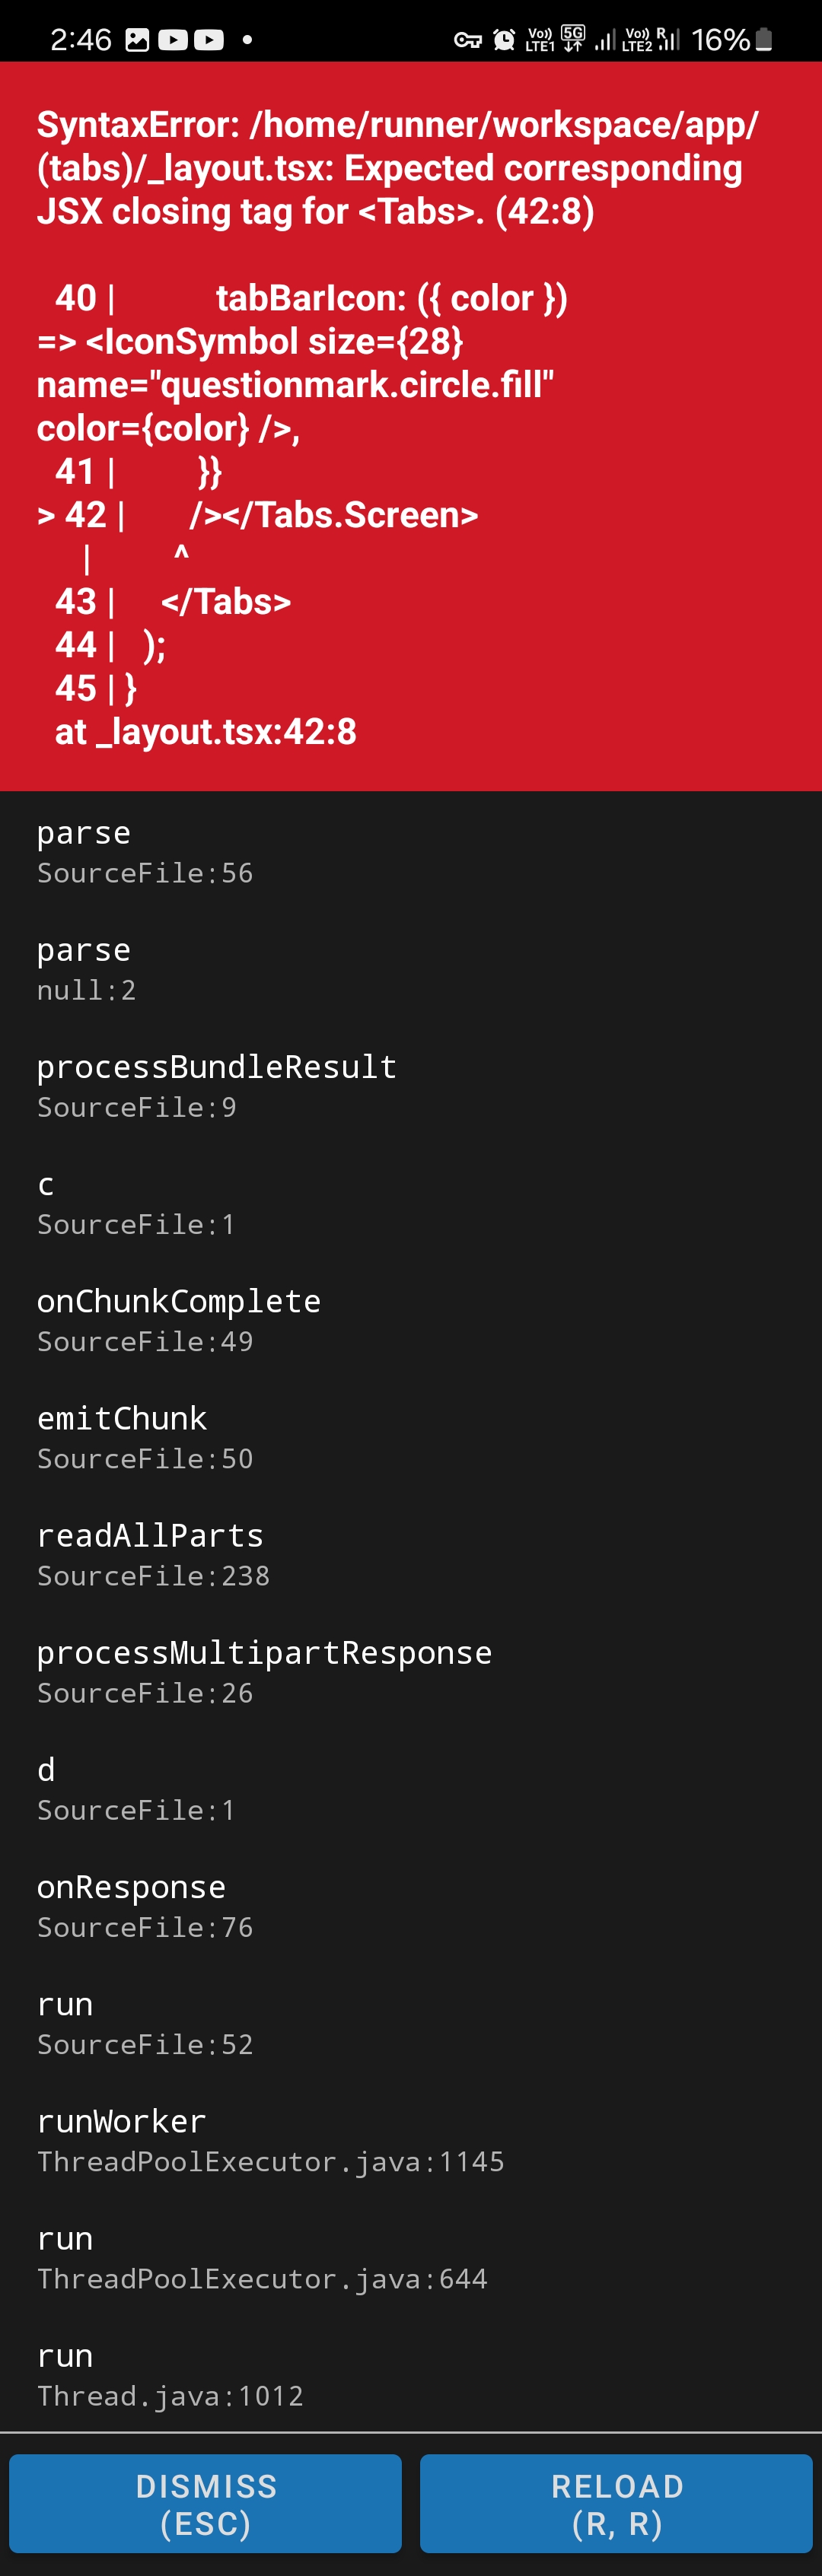 2:46 Vo)) LTE1 5G Vo)) LTE2 R 16%
SyntaxError: /home/runner/workspace/app/
(tabs)/_layout.tsx: Expected corresponding
JSX closing tag for <Tabs>. (42:8)
40 | tabBarIcon: ({ color })
=> <IconSymbol size={28}
name="questionmark.circle.fill"
color={color} />,
41 | }}
> 42 | /></Tabs.Screen>
| ^
43 | </Tabs>
44 | );
45 | }
at _layout.tsx:42:8
parse
SourceFile:56
parse
null:2
processBundleResult
SourceFile:9
c
SourceFile:1
onChunkComplete
SourceFile:49
emitChunk
SourceFile:50
readAllParts
SourceFile:238
processMultipartResponse
SourceFile:26
d
SourceFile:1
onResponse
SourceFile:76
run
SourceFile:52
runWorker
ThreadPoolExecutor.java:1145
run
ThreadPoolExecutor.java:644
run
Thread.java:1012
DISMISS
(ESC)
RELOAD
(R, R)